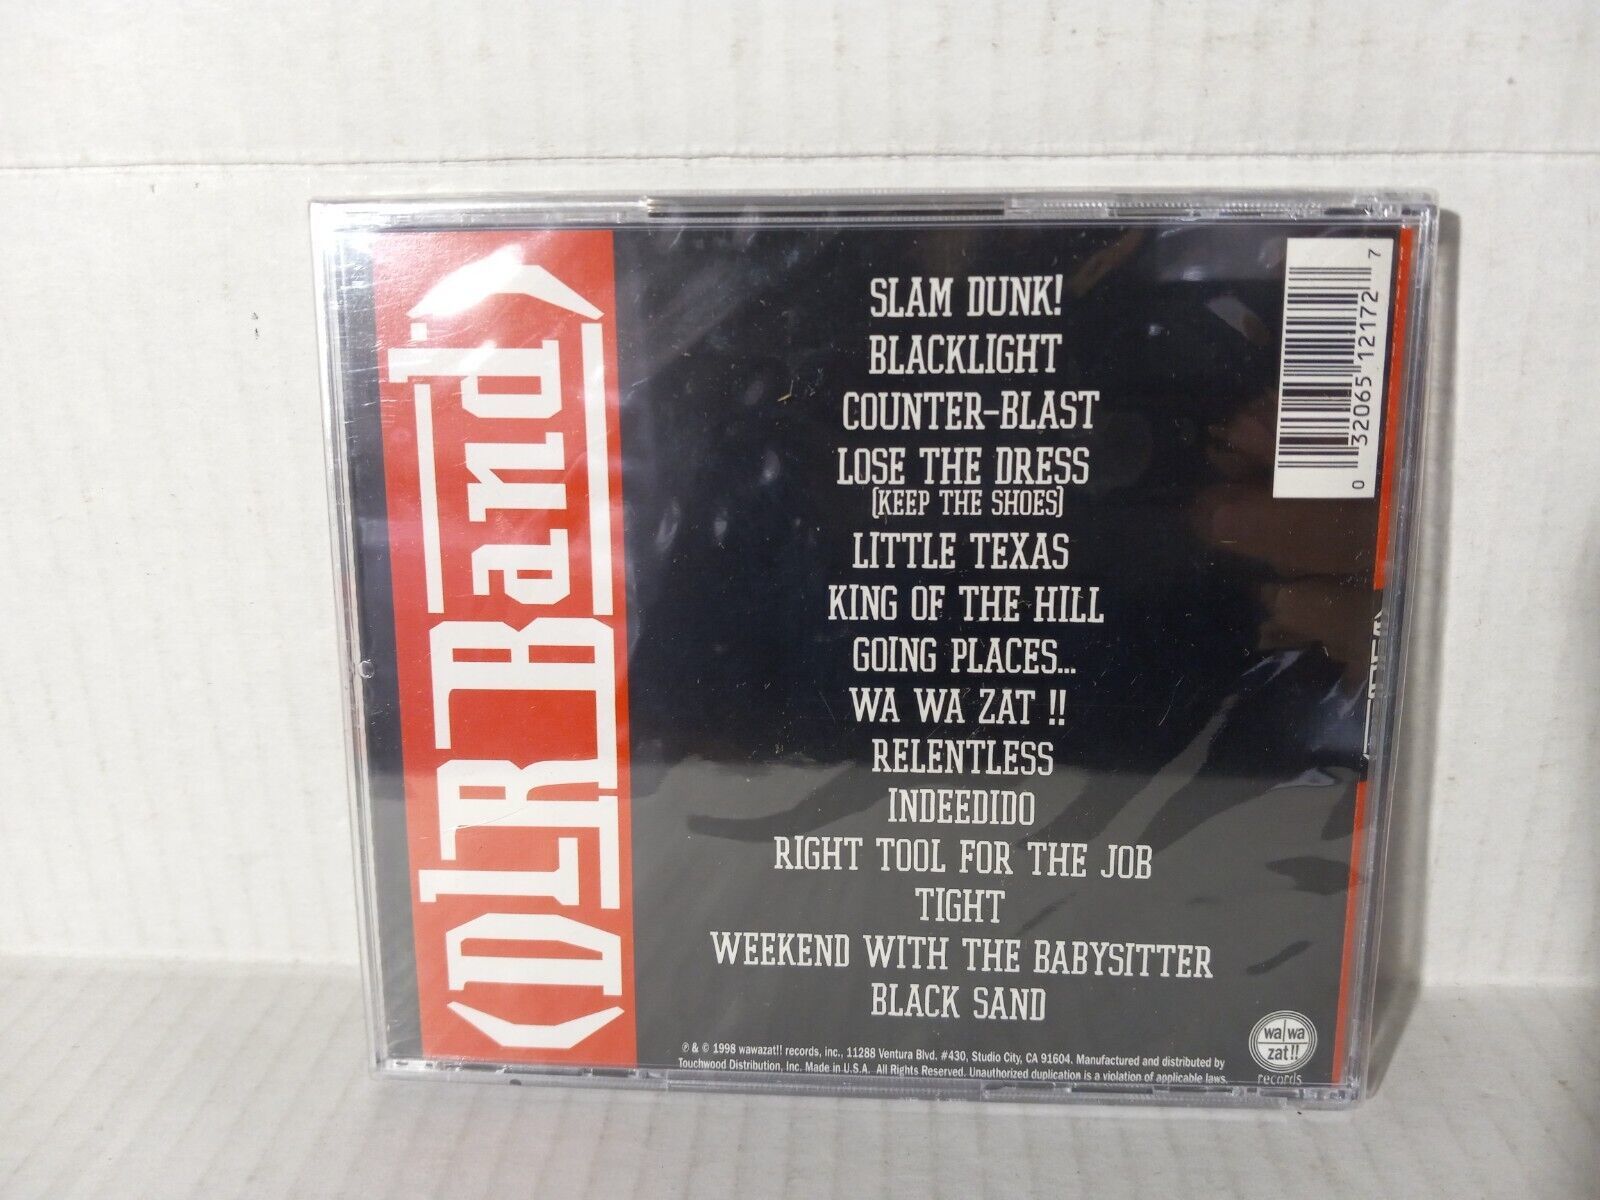 (DLR Band)
SLAM DUNK!
BLACKLIGHT
COUNTER-BLAST
LOSE THE DRESS
(KEEP THE SHOES)
LITTLE TEXAS
KING OF THE HILL
GOING PLACES...
WA WA ZAT !!
RELENTLESS
INDEEDIDO
RIGHT TOOL FOR THE JOB
TIGHT
WEEKEND WITH THE BABYSITTER
BLACK SAND
0 32065 12172 7
℗ & © 1998 wawazat!! records, inc., 11288 Ventura Blvd. #430, Studio City, CA 91604. Manufactured and distributed by
Touchwood Distribution, Inc. Made in U.S.A. All Rights Reserved. Unauthorized duplication is a violation of applicable laws.
wa wa
zat!!
records